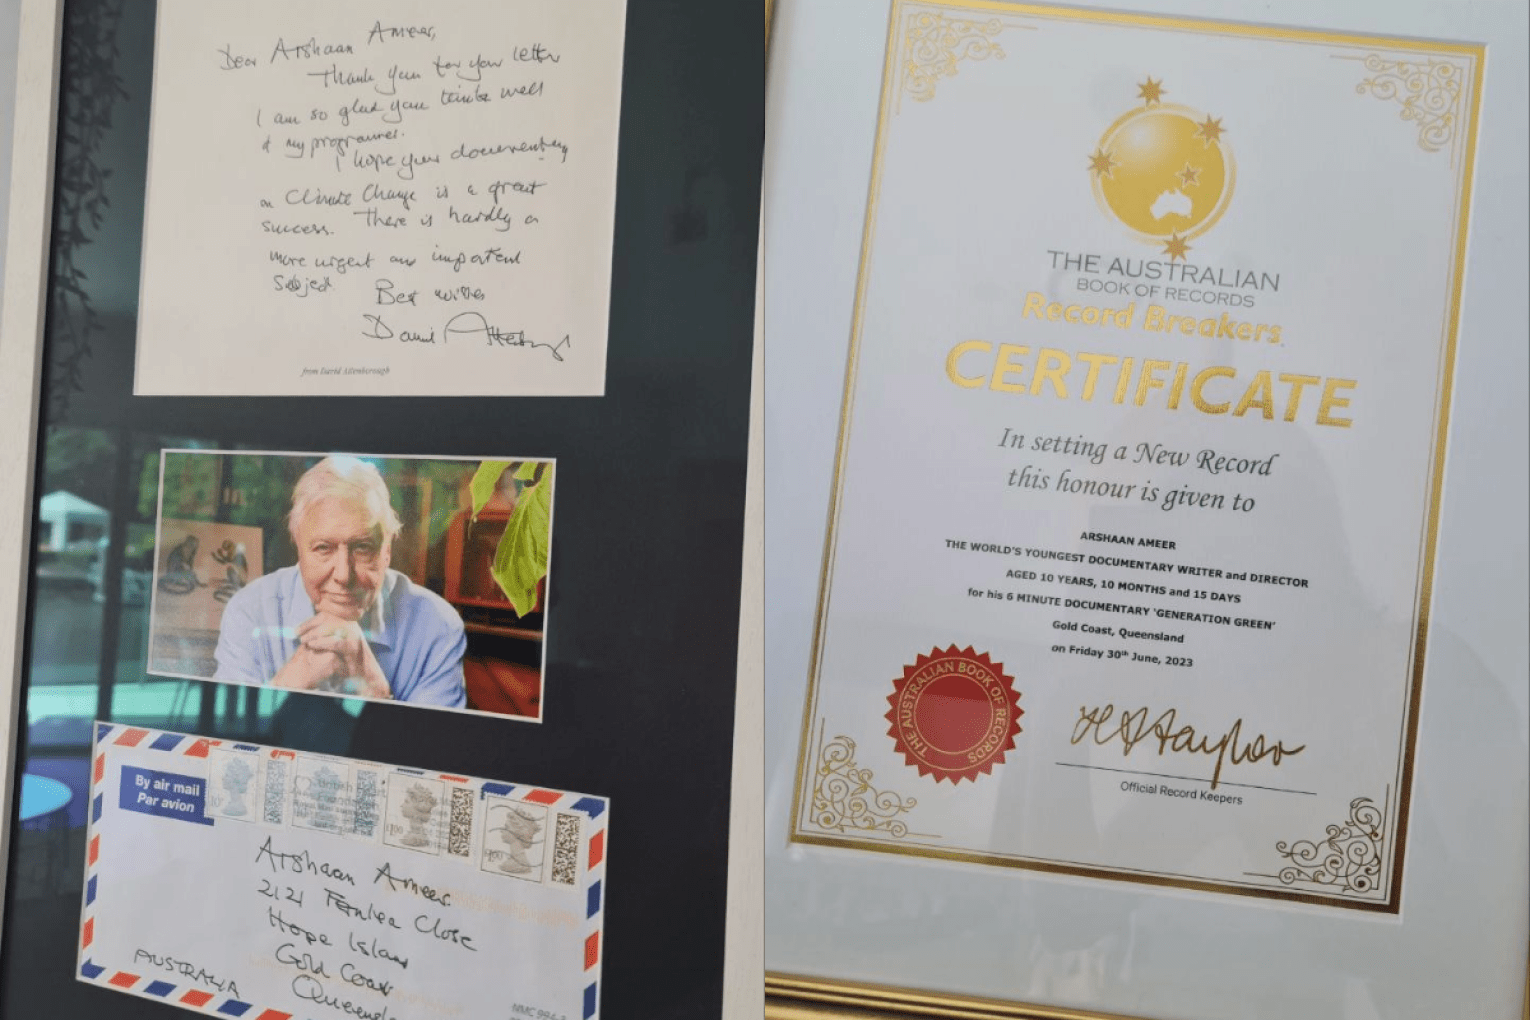 Dear Arshaan Ameer,
Thank you for your letter
I am so glad you think well
of my programmes.
I hope your documentary
on Climate Change is a great
success. There is hardly a
more urgent and important
subject.
Best wishes
David Attenborough
from David Attenborough
By air mail
Par avion
Arshaan Ameer
Close
Hope Island
Gold Coast
AUSTRALIA
THE AUSTRALIAN
BOOK OF RECORDS
Record Breakers
CERTIFICATE
In setting a New Record
this honour is given to
ARSHAAN AMEER
THE WORLD'S YOUNGEST DOCUMENTARY WRITER and DIRECTOR
AGED 10 YEARS, 10 MONTHS and 15 DAYS
for his 6 MINUTE DOCUMENTARY 'GENERATION GREEN'
Gold Coast, Queensland
on Friday 30th June, 2023
THE AUSTRALIAN BOOK OF RECORDS
Official Record Keepers